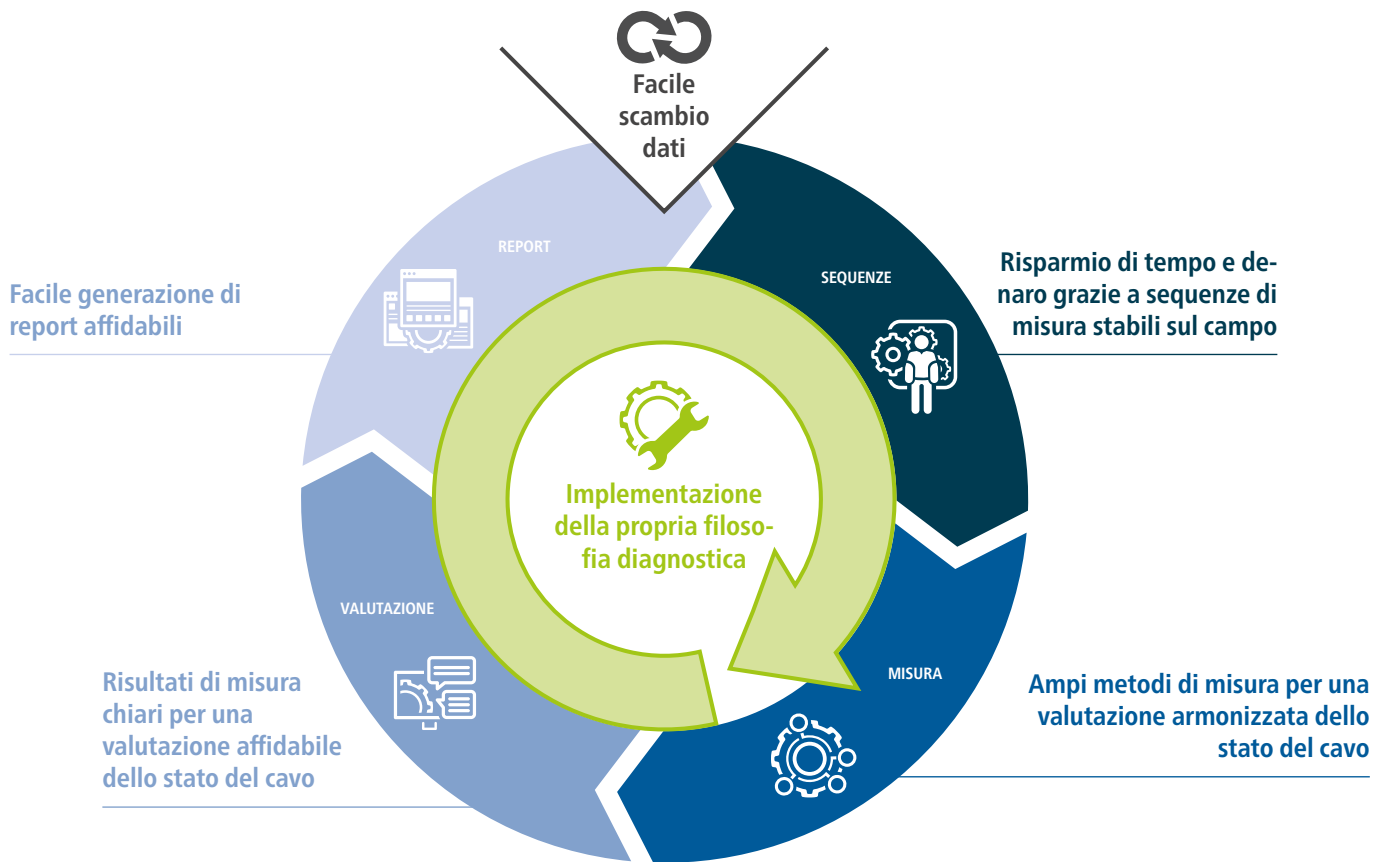 Facile
scambio
dati
REPORT
Facile generazione di
report affidabili
SEQUENZE
Risparmio di tempo e de-
naro grazie a sequenze di
misura stabili sul campo
Implementazione
della propria filoso-
fia diagnostica
VALUTAZIONE
Risultati di misura
chiari per una
valutazione affidabile
dello stato del cavo
MISURA
Ampi metodi di misura per una
valutazione armonizzata dello
stato del cavo